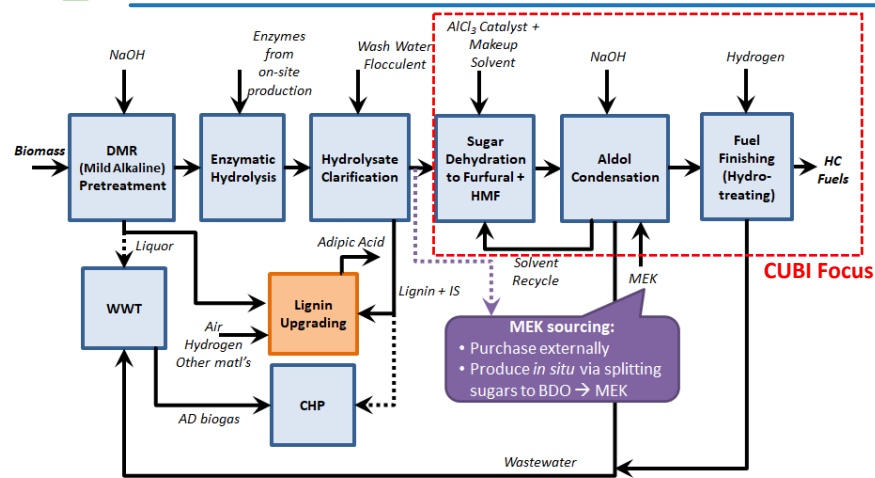 NaOH
Enzymes
from
on-site
production
Wash Water
Flocculent
AlCl₃ Catalyst +
Makeup
Solvent
NaOH
Hydrogen
Biomass
DMR
(Mild Alkaline)
Pretreatment
Enzymatic
Hydrolysis
Hydrolysate
Clarification
Sugar
Dehydration
to Furfural +
HMF
Aldol
Condensation
Fuel
Finishing
(Hydro-
treating)
HC
Fuels
CUBI Focus
Liquor
Adipic Acid
Solvent
Recycle
MEK
WWT
Lignin
Upgrading
Lignin + IS
Air
Hydrogen
Other matl's
MEK sourcing:
• Purchase externally
• Produce in situ via splitting
sugars to BDO → MEK
CHP
AD biogas
Wastewater